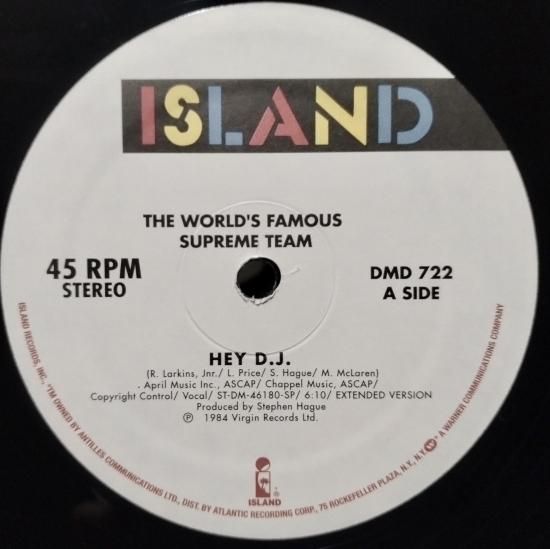 ISLAND
THE WORLD'S FAMOUS
SUPREME TEAM
45 RPM
STEREO
DMD 722
A SIDE
HEY D.J.
(R. Larkins, Jnr./ L. Price/ S. Hague/ M. McLaren)
. April Music Inc., ASCAP/ Chappel Music, ASCAP/
Copyright Control/ Vocal/ ST-DM-46180-SP/ 6:10/ EXTENDED VERSION
Produced by Stephen Hague
℗ 1984 Virgin Records Ltd.
ISLAND
ISLAND RECORDS, INC., "TM OWNED BY ANTILLES COMMUNICATIONS LTD., DIST. BY ATLANTIC RECORDING CORP., 75 ROCKEFELLER PLAZA, N.Y., N.Y. A WARNER COMMUNICATIONS COMPANY